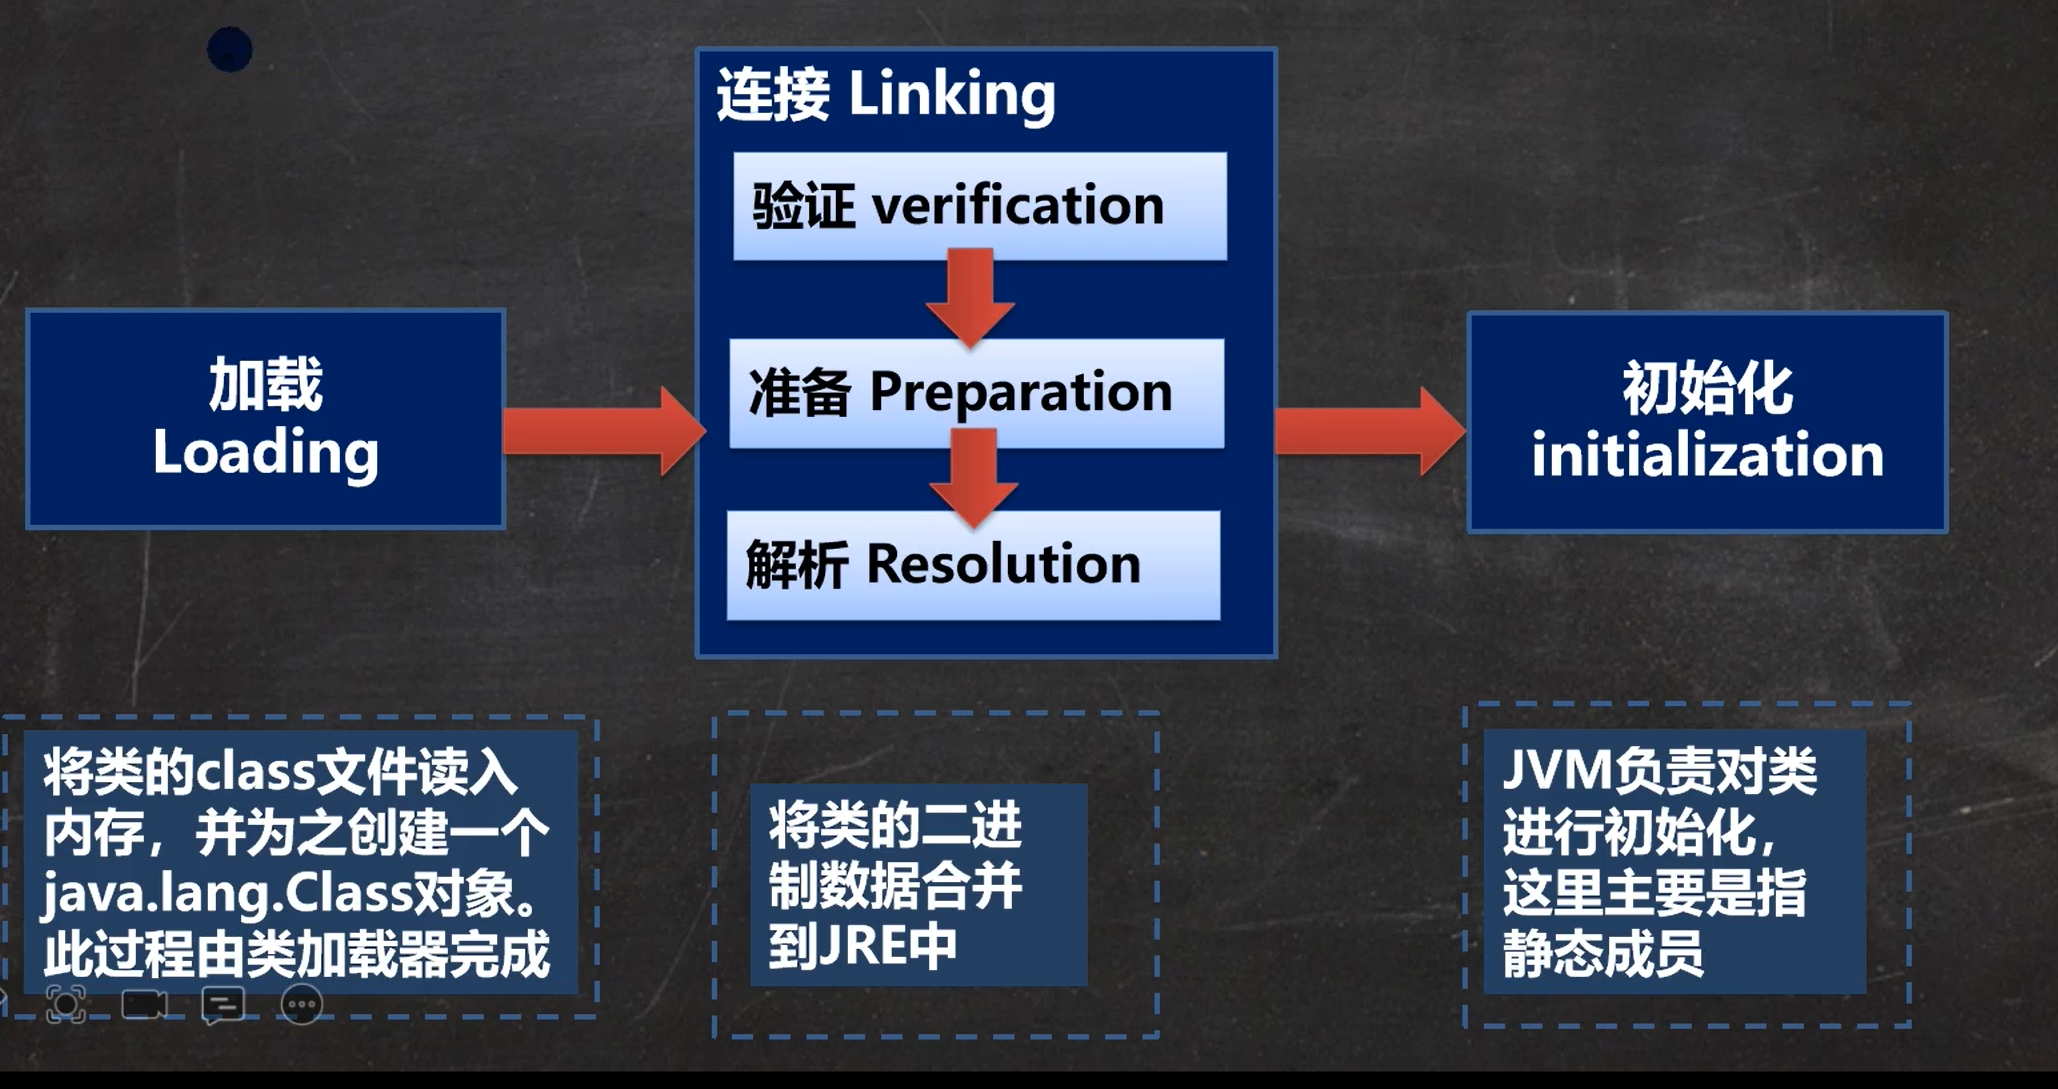 连接 Linking
验证 verification
准备 Preparation
解析 Resolution
加载
Loading
初始化
initialization
将类的class文件读入
内存，并为之创建一个
java.lang.Class对象。
此过程由类加载器完成
将类的二进
制数据合并
到JRE中
JVM负责对类
进行初始化，
这里主要是指
静态成员